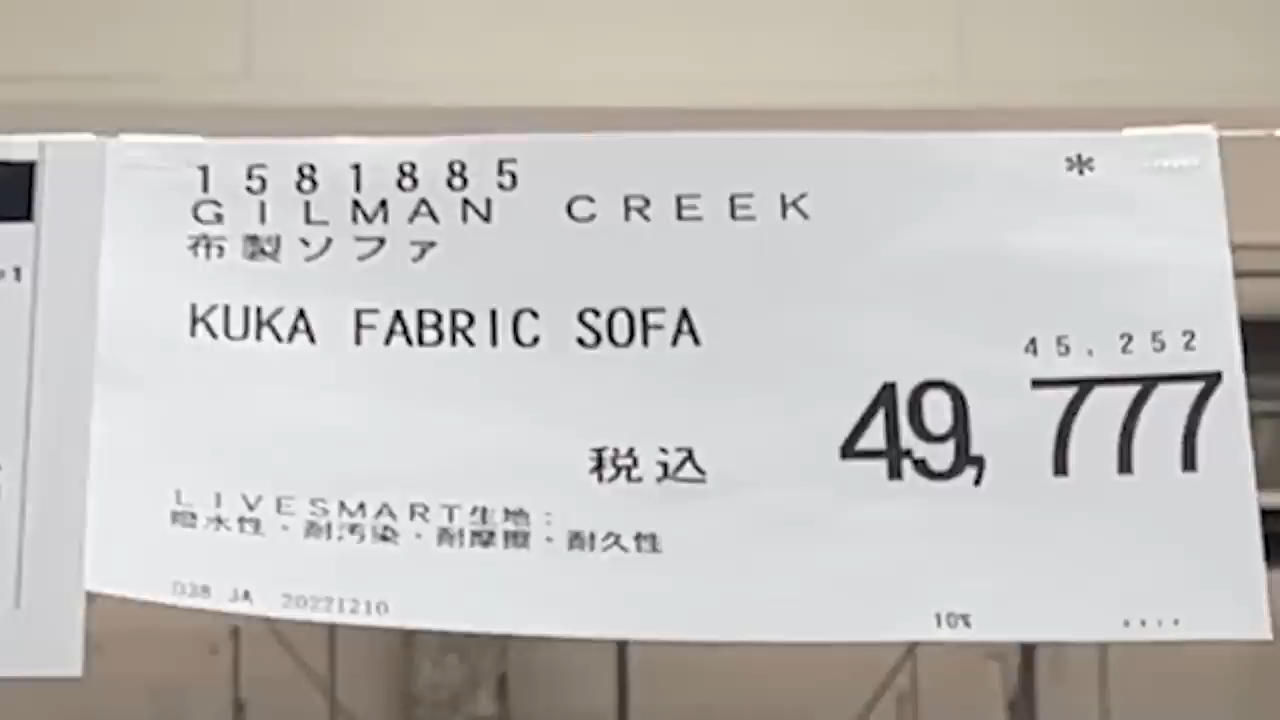 1581885
GILMAN CREEK
布製ソファ
KUKA FABRIC SOFA
45,252
49,777
税込
LIVESMART生地:
撥水性・耐汚染・耐摩擦・耐久性
D38 JA 20221210
10%
*